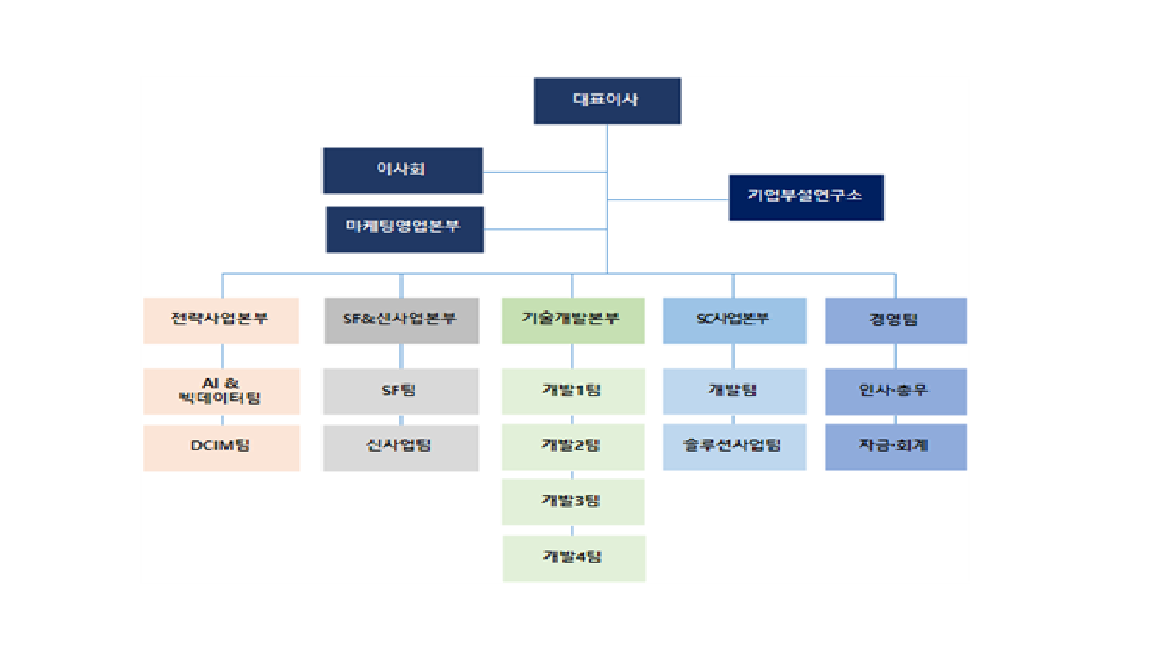 대표이사
이사회
기업부설연구소
마케팅영업본부
전략사업본부
SF&신사업본부
기술개발본부
SC사업본부
경영팀
AI &
빅데이터팀
SF팀
개발1팀
개발팀
인사·총무
DCIM팀
신사업팀
개발2팀
솔루션사업팀
자금·회계
개발3팀
개발4팀